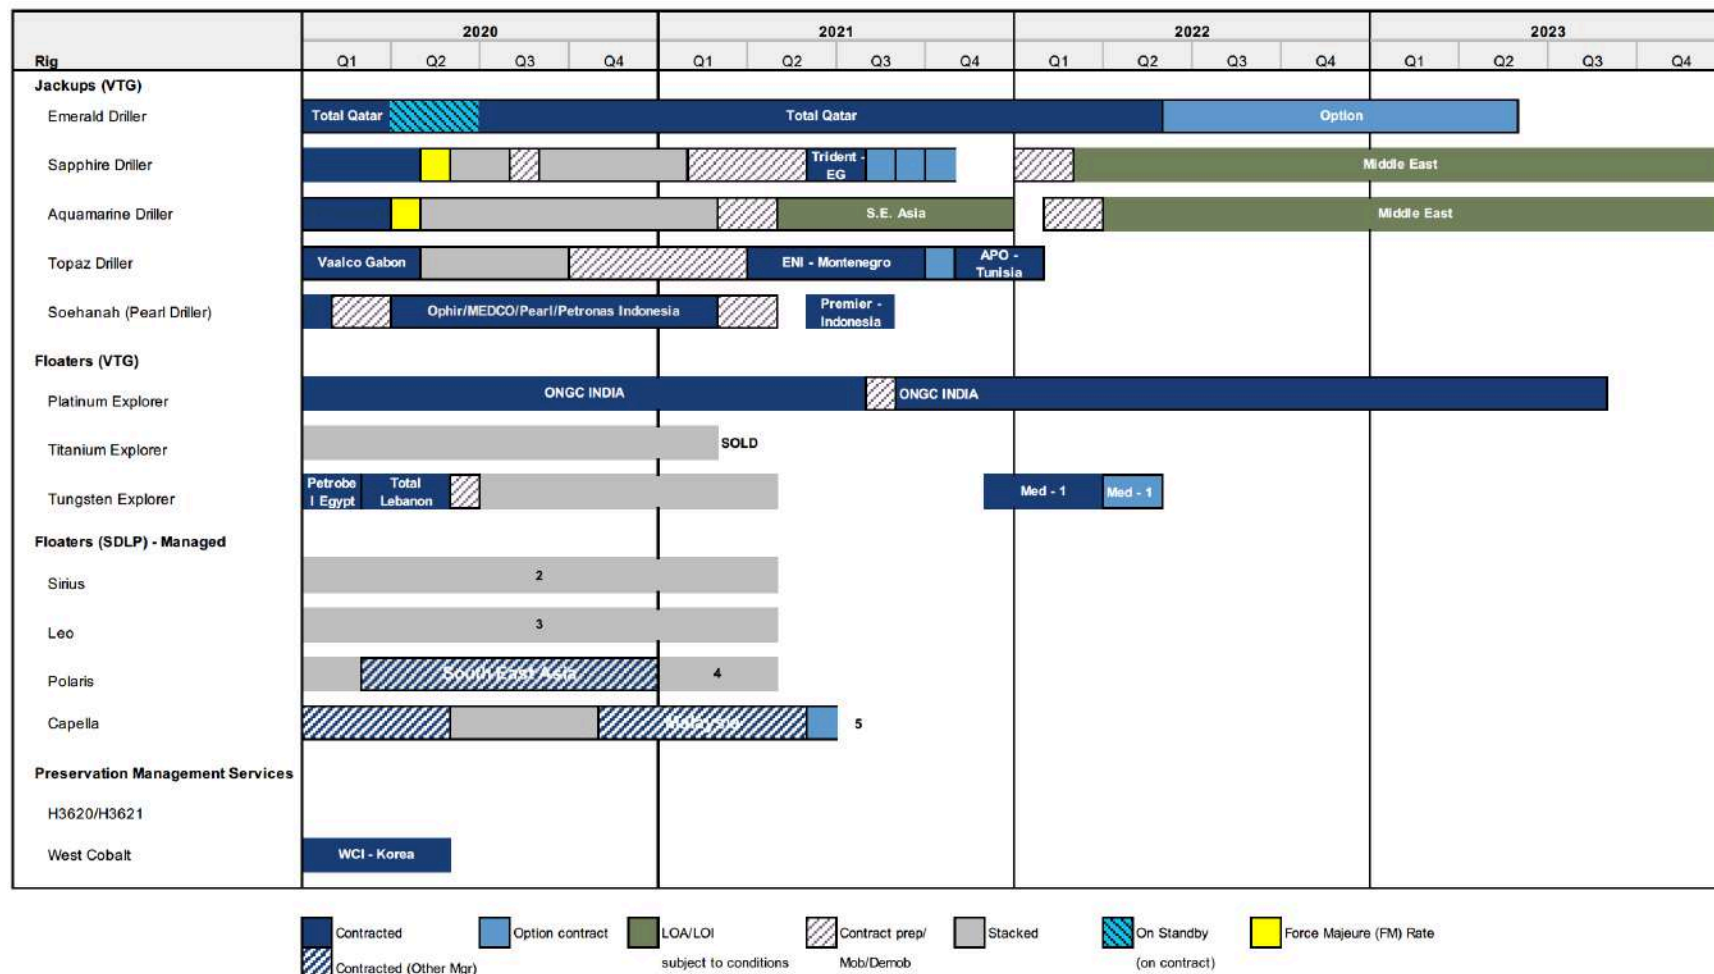 2020 2021 2022 2023
Rig Q1 Q2 Q3 Q4 Q1 Q2 Q3 Q4 Q1 Q2 Q3 Q4 Q1 Q2 Q3 Q4
Jackups (VTG)
Emerald Driller Total Qatar Total Qatar Option
Sapphire Driller Trident - EG Middle East
Aquamarine Driller S.E. Asia Middle East
Topaz Driller Vaalco Gabon ENI - Montenegro APO - Tunisia
Soehanah (Pearl Driller) Ophir/MEDCO/Pearl/Petronas Indonesia Premier - Indonesia
Floaters (VTG)
Platinum Explorer ONGC INDIA ONGC INDIA
Titanium Explorer SOLD
Tungsten Explorer Petrobe l Egypt Total Lebanon Med - 1 Med - 1
Floaters (SDLP) - Managed
Sirius 2
Leo 3
Polaris South East Asia 4
Capella Malaysia 5
Preservation Management Services
H3620/H3621
West Cobalt WCI - Korea
Contracted Option contract LOA/LOI Contract prep/ Stacked On Standby Force Majeure (FM) Rate
Contracted (Other Mgr) subject to conditions Mob/Demob (on contract)